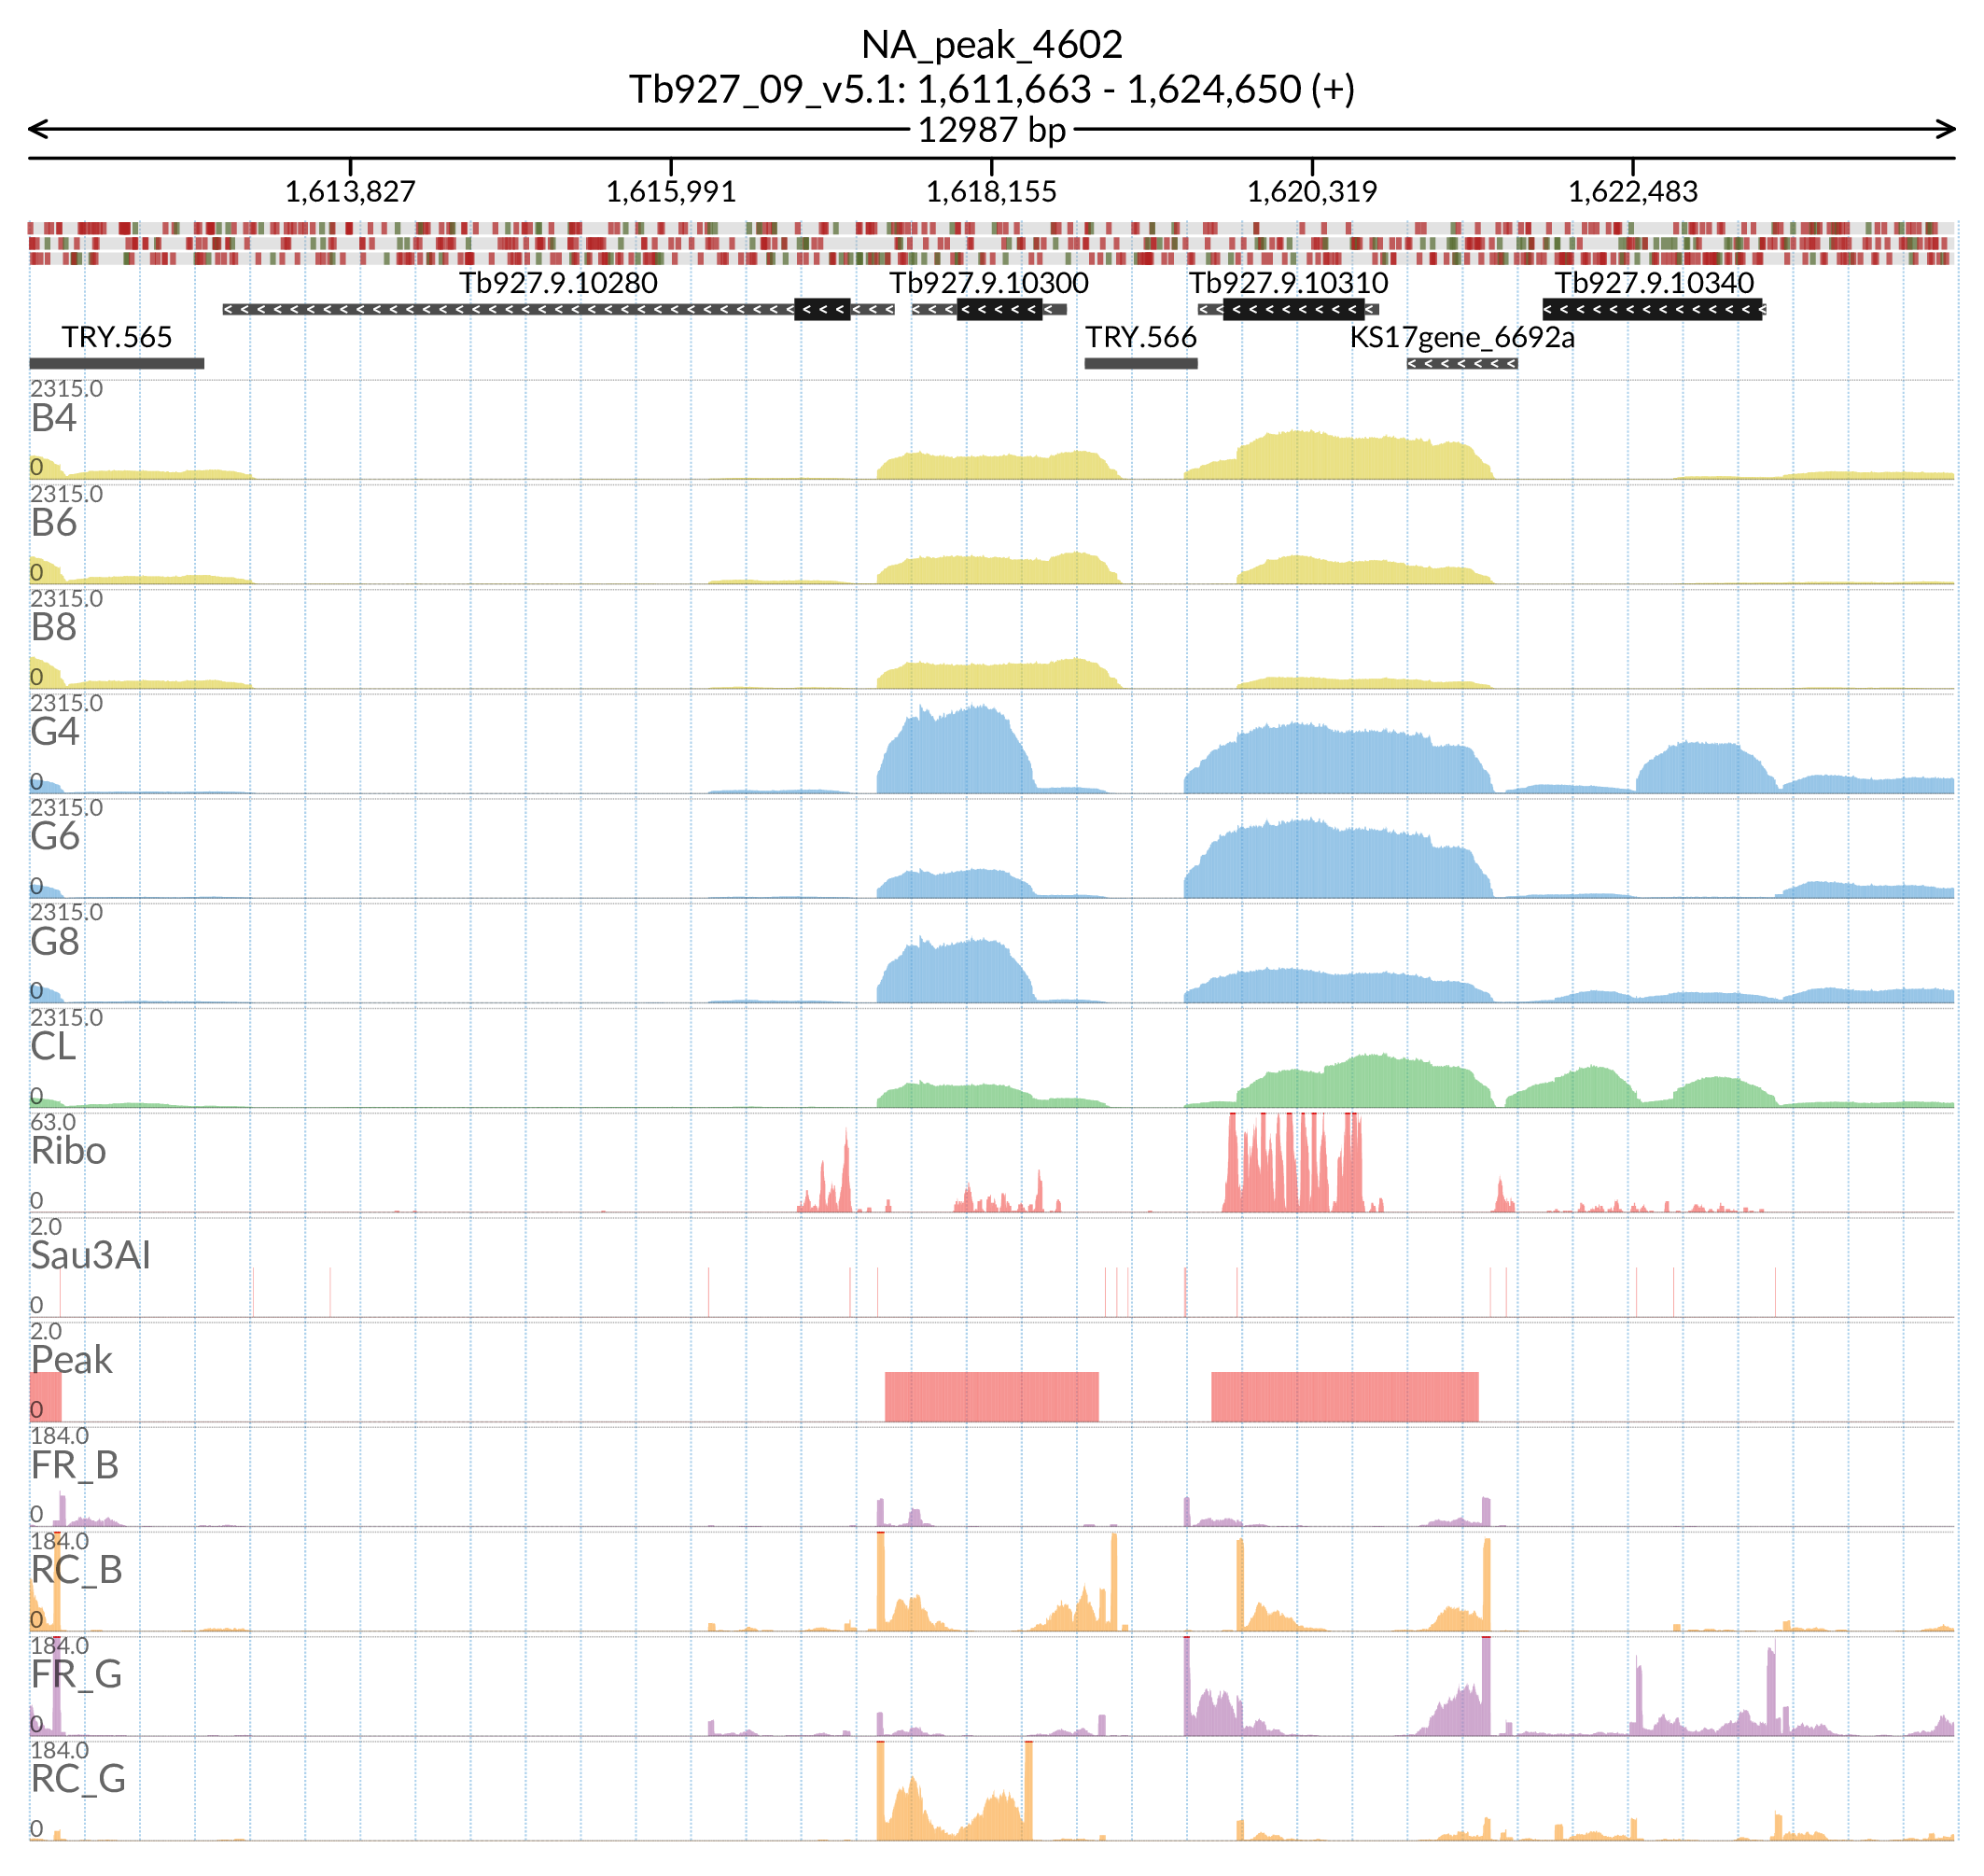 NA_peak_4602
Tb927_09_v5.1: 1,611,663 - 1,624,650 (+)
12987 bp
1,613,827 1,615,991 1,618,155 1,620,319 1,622,483
Tb927.9.10280 Tb927.9.10300 Tb927.9.10310 Tb927.9.10340
TRY.565 TRY.566 KS17gene_6692a
2315.0
B4
0
2315.0
B6
0
2315.0
B8
0
2315.0
G4
0
2315.0
G6
0
2315.0
G8
0
2315.0
CL
0
63.0
Ribo
0
2.0
Sau3AI
0
2.0
Peak
0
184.0
FR_B
0
184.0
RC_B
0
184.0
FR_G
0
184.0
RC_G
0